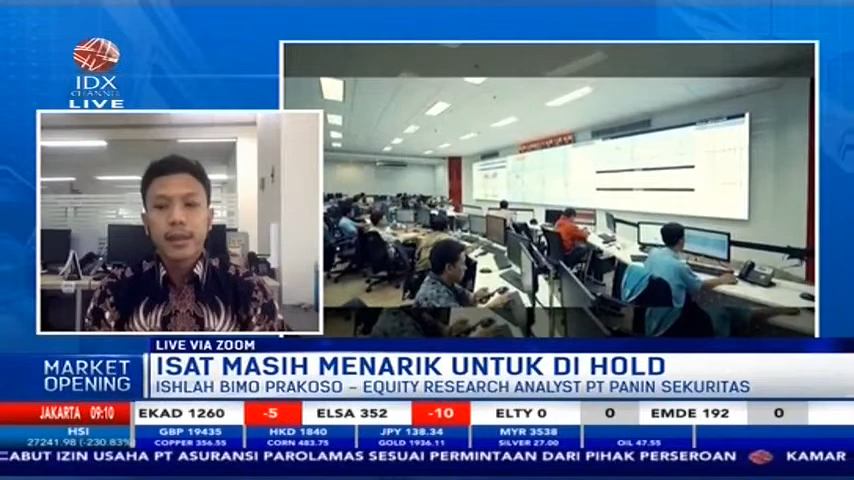 IDX
CHANNEL
LIVE
LIVE VIA ZOOM
MARKET
OPENING
ISAT MASIH MENARIK UNTUK DI HOLD
ISHLAH BIMO PRAKOSO – EQUITY RESEARCH ANALYST PT PANIN SEKURITAS
JAKARTA 09:10
EKAD 1260 -5 ELSA 352 -10 ELTY 0 0 EMDE 192 0
HSI
27241.98 (-230.83%)
GBP 19435 HKD 1840 JPY 138.34 MYR 3538
COPPER 356.55 CORN 483.75 GOLD 1936.11 SILVER 27.00 OIL 47.55
CABUT IZIN USAHA PT ASURANSI PAROLAMAS SESUAI PERMINTAAN DARI PIHAK PERSEROAN KAMAR